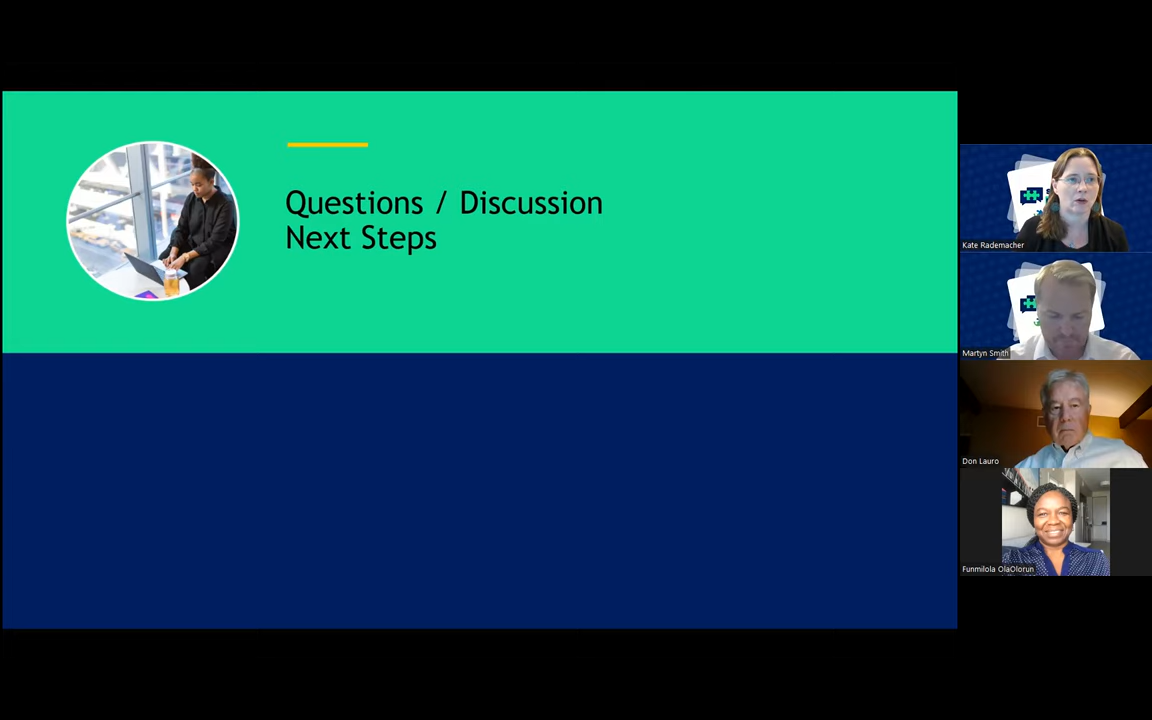 Questions / Discussion
Next Steps
Kate Rademacher
Martyn Smith
Don Lauro
Funmilola OlaOlorun